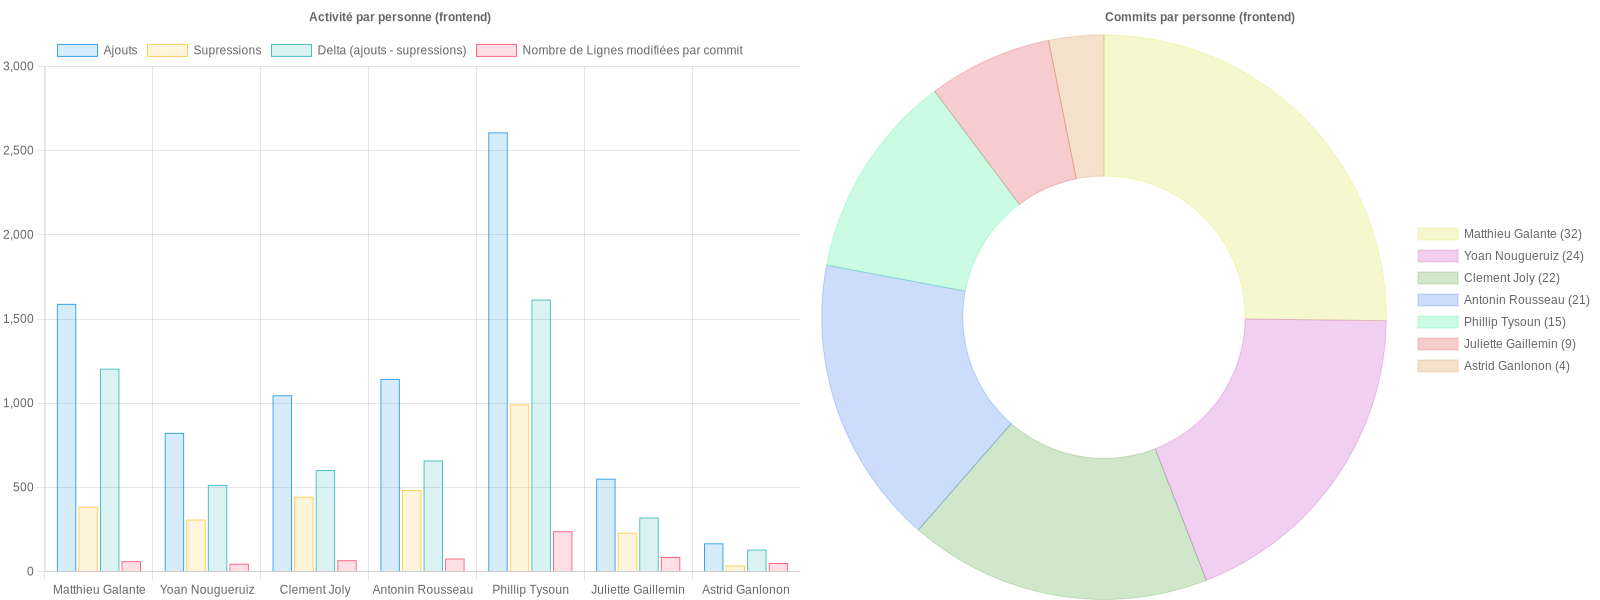 Activité par personne (frontend)
Ajouts
Supressions
Delta (ajouts - supressions)
Nombre de Lignes modifiées par commit
3,000
2,500
2,000
1,500
1,000
500
0
Matthieu Galante
Yoan Nougueruiz
Clement Joly
Antonin Rousseau
Phillip Tysoun
Juliette Gaillemin
Astrid Ganlonon
Commits par personne (frontend)
Matthieu Galante (32)
Yoan Nougueruiz (24)
Clement Joly (22)
Antonin Rousseau (21)
Phillip Tysoun (15)
Juliette Gaillemin (9)
Astrid Ganlonon (4)